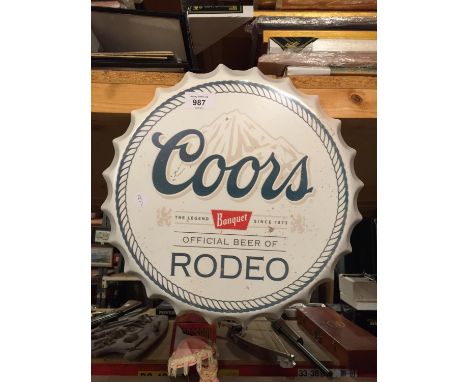 987
Coors
THE LEGEND Banquet SINCE 1873
OFFICIAL BEER OF
RODEO